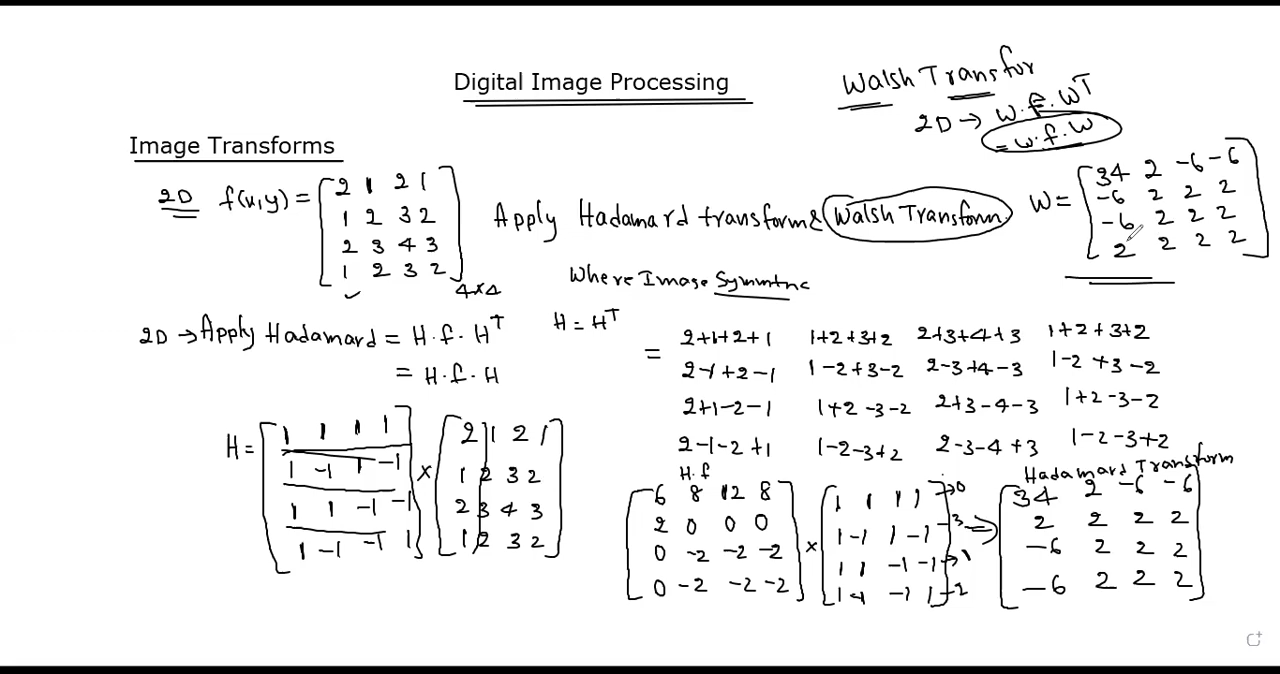 Digital Image Processing
Walsh Transfor
2D → W.f.WT
= W.f.W
Image Transforms
2D f(x,y) =
2 1 2 1
1 2 3 2
2 3 4 3
1 2 3 2
4x4
Apply Hadamard transform & Walsh Transform
Where Image Symmtric
W =
34 2 -6 -6
-6 2 2 2
-6 2 2 2
2 2 2 2
2D → Apply Hadamard = H.f.HT
= H.f.H
H = HT
=
2+1+2+1 1+2+3+2 2+3+4+3 1+2+3+2
2-1+2-1 1-2+3-2 2-3+4-3 1-2+3-2
2+1-2-1 1+2-3-2 2+3-4-3 1+2-3-2
2-1-2+1 1-2-3+2 2-3-4+3 1-2-3+2
H =
1 1 1 1
1 -1 1 -1
1 1 -1 -1
1 -1 -1 1
×
2 1 2 1
1 2 3 2
2 3 4 3
1 2 3 2
H.f
6 8 12 8
2 0 0 0
0 -2 -2 -2
0 -2 -2 -2
×
1 1 1 1 → 0
1 -1 1 -1 → 3
1 1 -1 -1 → 1
1 -1 -1 1 → 2
⇒
Hadamard Transform
34 2 -6 -6
2 2 2 2
-6 2 2 2
-6 2 2 2